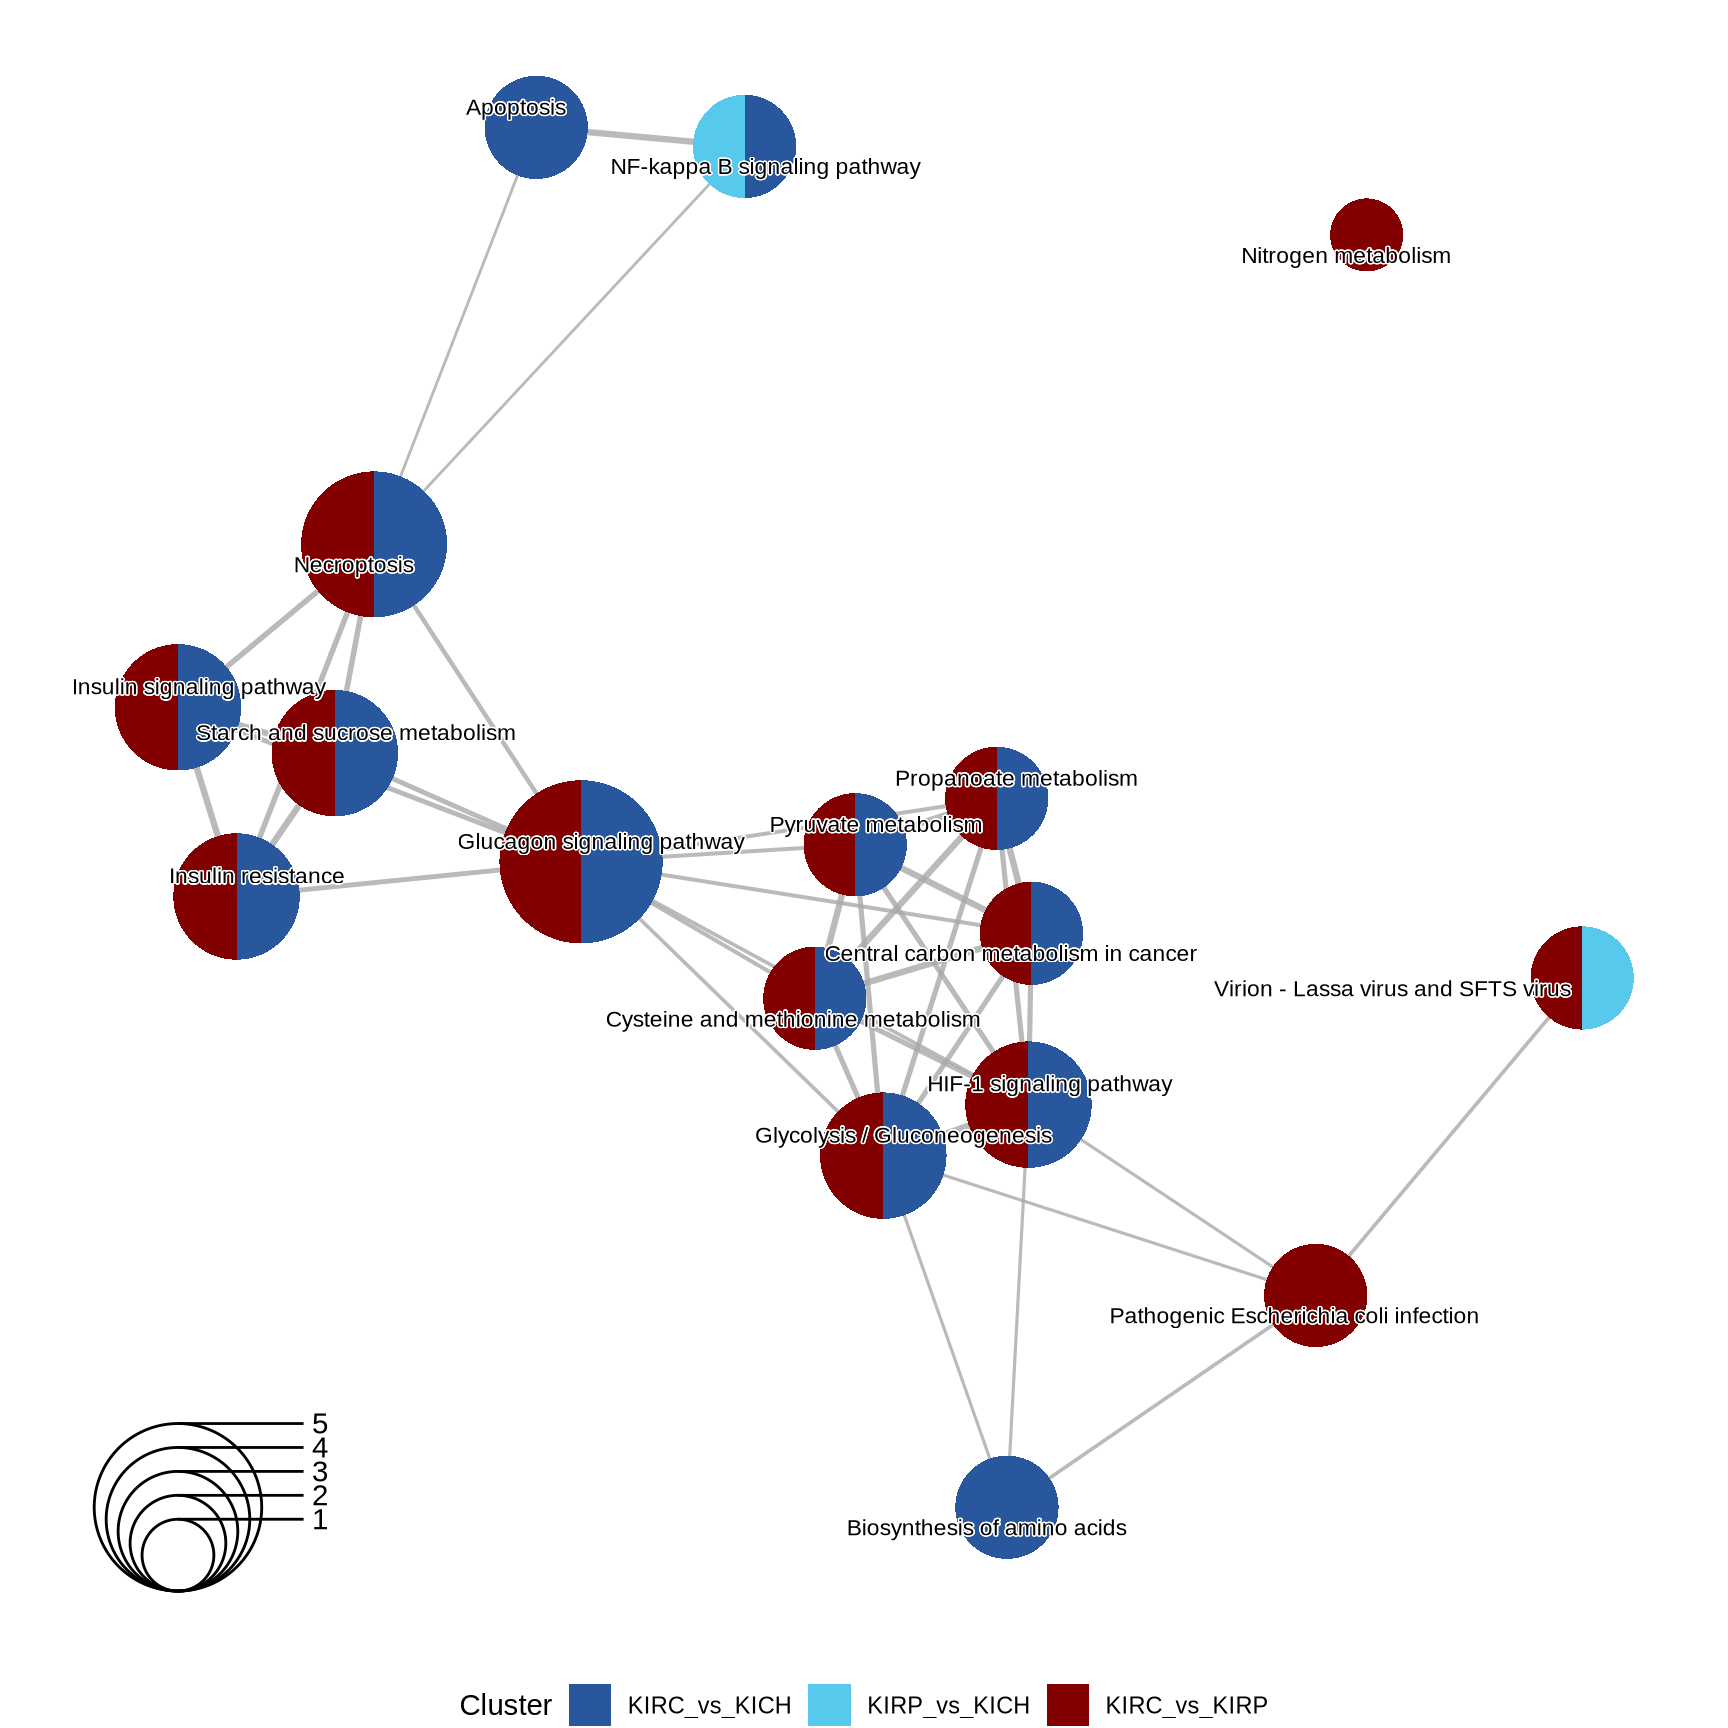 Apoptosis
NF-kappa B signaling pathway
Nitrogen metabolism
Necroptosis
Insulin signaling pathway
Starch and sucrose metabolism
Propanoate metabolism
Pyruvate metabolism
Glucagon signaling pathway
Insulin resistance
Central carbon metabolism in cancer
Virion - Lassa virus and SFTS virus
Cysteine and methionine metabolism
HIF-1 signaling pathway
Glycolysis / Gluconeogenesis
Pathogenic Escherichia coli infection
5
4
3
2
1
Biosynthesis of amino acids
Cluster KIRC_vs_KICH KIRP_vs_KICH KIRC_vs_KIRP